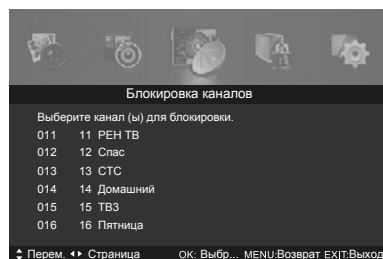 Блокировка каналов
Выберите канал (ы) для блокировки.
011 11 РЕН ТВ
012 12 Спас
013 13 СТС
014 14 Домашний
015 15 ТВ3
016 16 Пятница
Перем. Страница OK: Выбр... MENU:Возврат EXIT:Выход